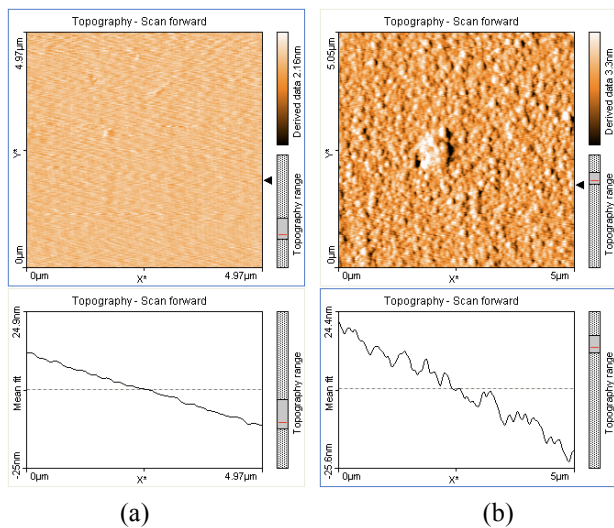 Topography - Scan forward
4.97µm
Y*
0µm
0µm
X*
4.97µm
Derived data 2.16nm
Topography range
Topography - Scan forward
24.9nm
Mean fit
-25nm
0µm
X*
4.97µm
Topography range
(a)
Topography - Scan forward
5.05µm
Y*
0µm
0µm
X*
5µm
Derived data 3.3nm
Topography range
Topography - Scan forward
24.4nm
Mean fit
-25.6nm
0µm
X*
5µm
Topography range
(b)